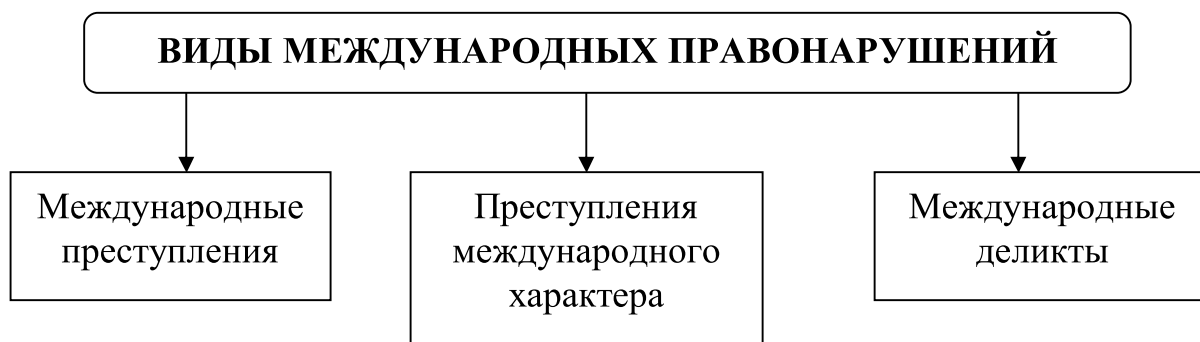 ВИДЫ МЕЖДУНАРОДНЫХ ПРАВОНАРУШЕНИЙ
Международные
преступления
Преступления
международного
характера
Международные
деликты